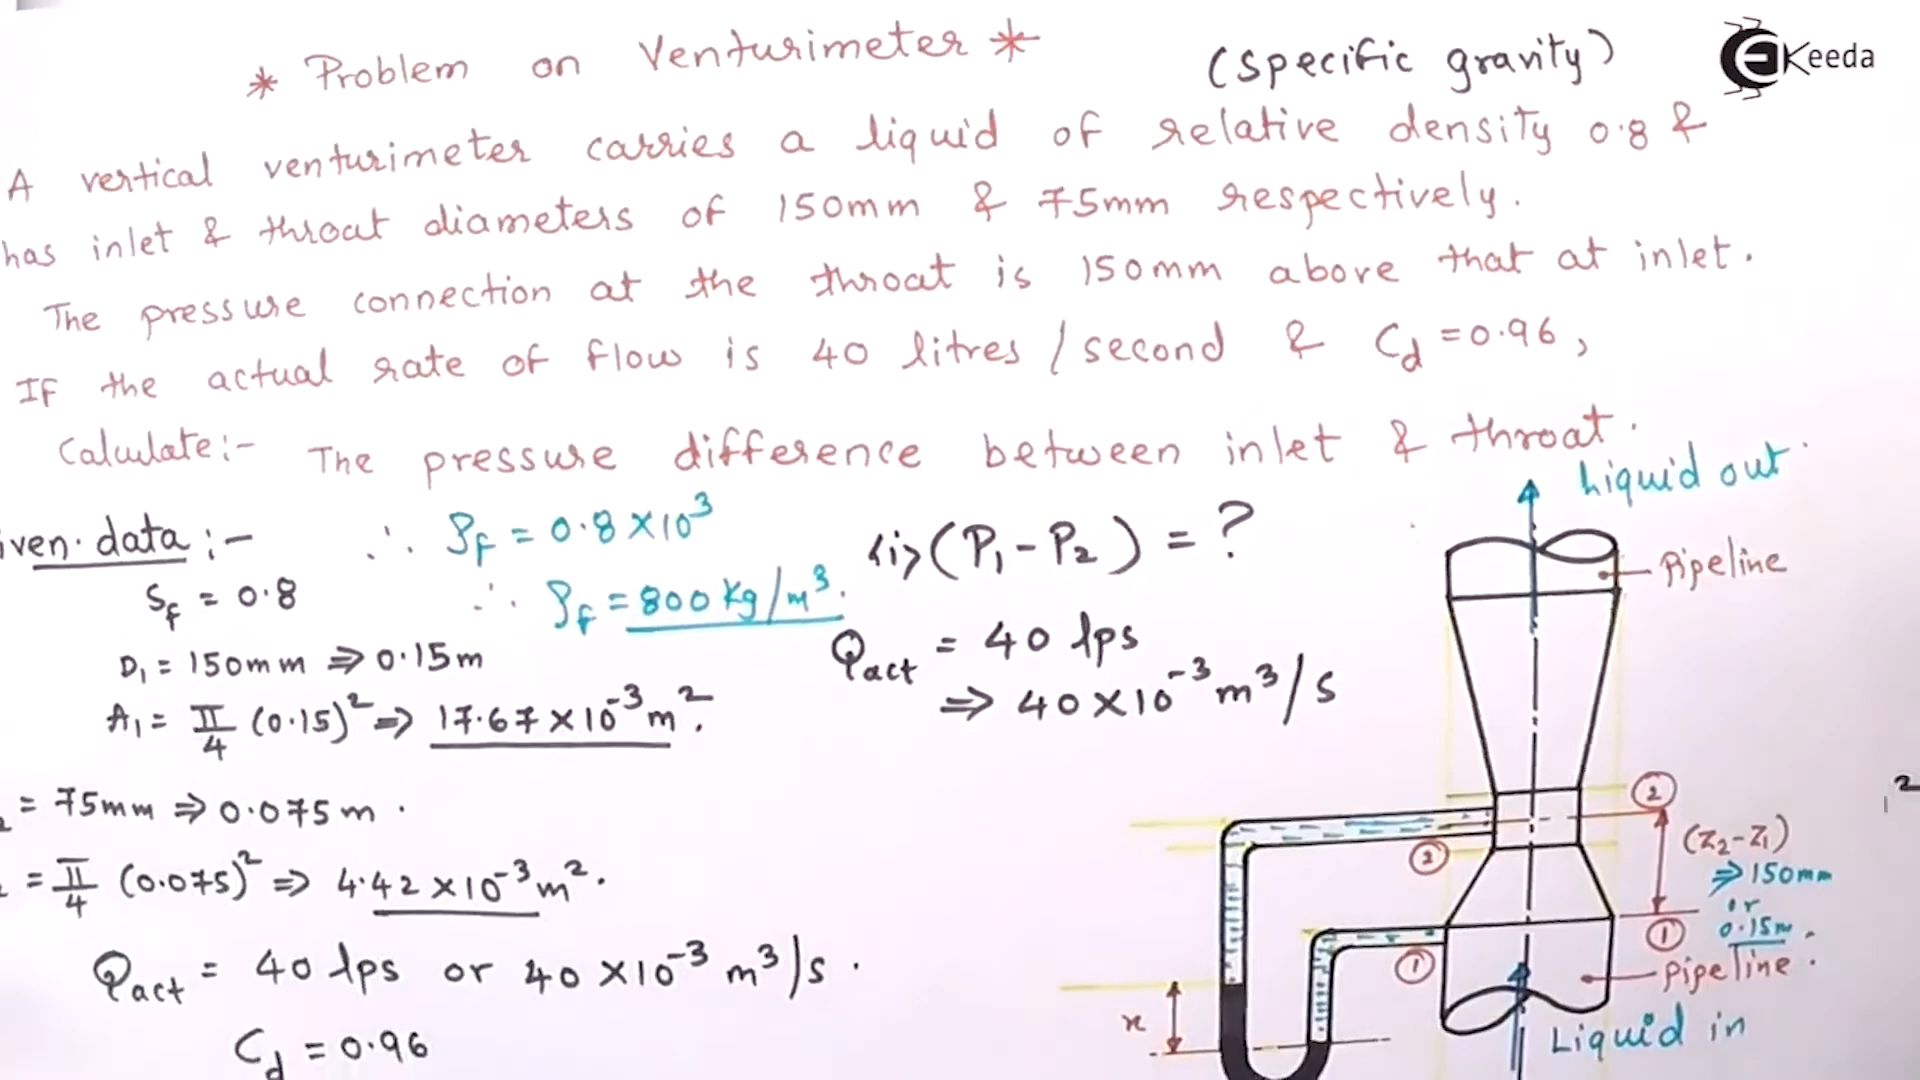 * Problem on Venturimeter *
(specific gravity)
Keeda
A vertical venturimeter carries a liquid of relative density 0.8 &
has inlet & throat diameters of 150mm & 75mm respectively.
The pressure connection at the throat is 150mm above that at inlet.
If the actual rate of flow is 40 litres / second & Cd = 0.96,
Calculate:- The pressure difference between inlet & throat.
iven data :-
Sf = 0.8
∴ ρf = 0.8 × 10³
∴ ρf = 800 kg/m³.
D₁ = 150mm ⇒ 0.15m
A₁ = π/4 (0.15)² ⇒ 17.67 × 10⁻³ m².
₂ = 75mm ⇒ 0.075m.
₂ = π/4 (0.075)² ⇒ 4.42 × 10⁻³ m².
Qact = 40 lps or 40 × 10⁻³ m³/s.
Cd = 0.96
<i> (P₁ - P₂) = ?
Qact = 40 lps
⇒ 40 × 10⁻³ m³/s
Liquid out
Pipeline
②
②
(Z₂-Z₁)
⇒ 150mm
or
0.15m.
①
①
Pipeline.
x
Liquid in
2